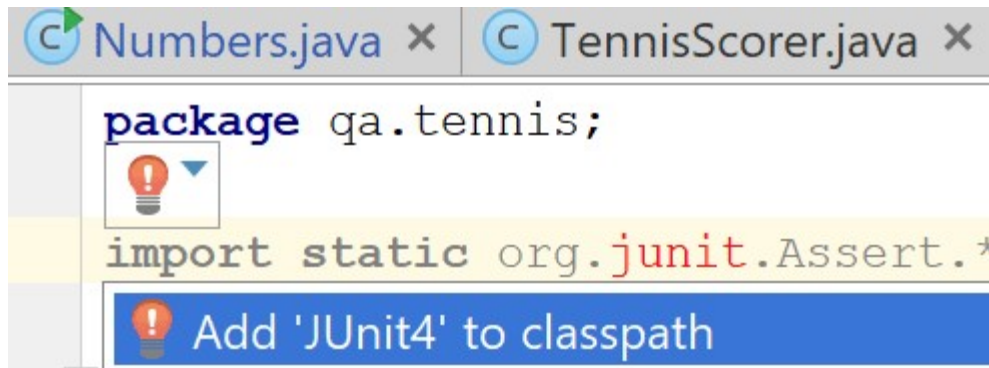 C Numbers.java × C TennisScorer.java ×
package qa.tennis;
import static org.junit.Assert.*
Add 'JUnit4' to classpath